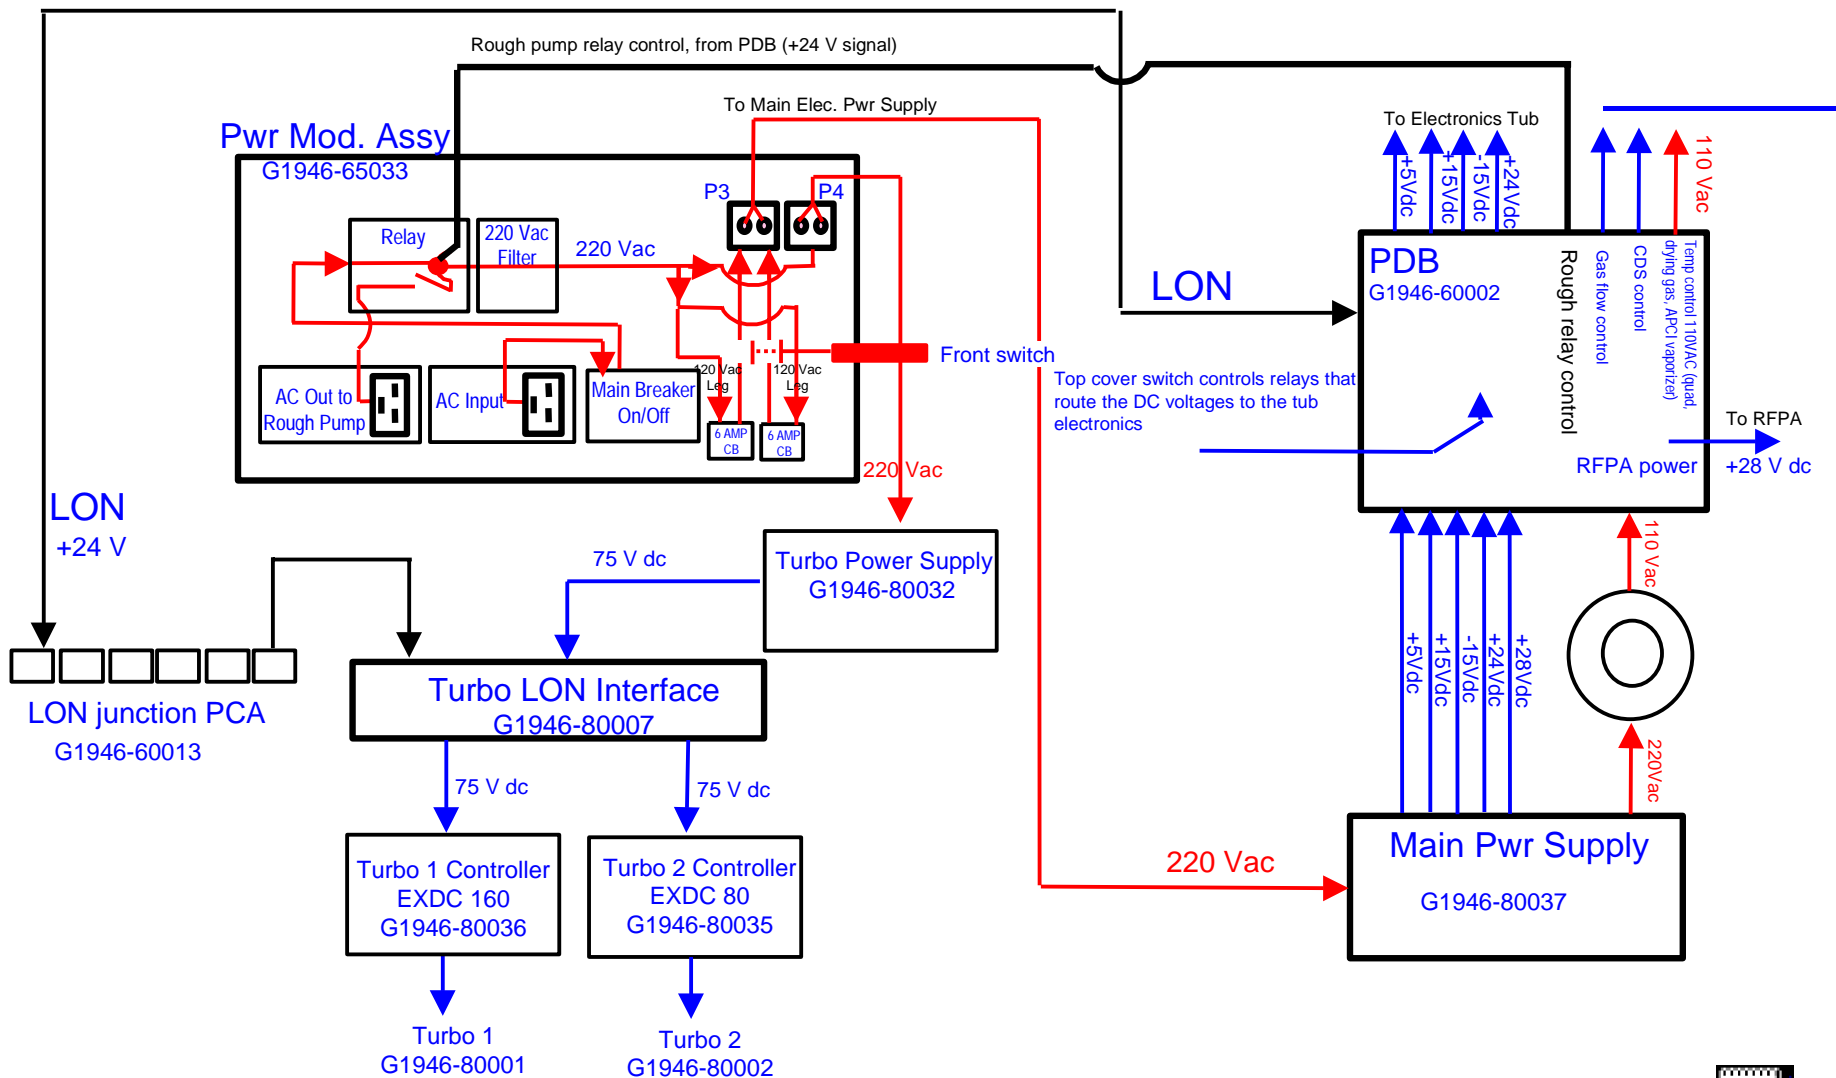 Rough pump relay control, from PDB (+24 V signal)
To Main Elec. Pwr Supply
To Electronics Tub
+5Vdc
+15Vdc
-15Vdc
+24Vdc
110 Vac
Pwr Mod. Assy
G1946-65033
P3
P4
Relay
220 Vac
Filter
220 Vac
AC Out to
Rough Pump
AC Input
Main Breaker
On/Off
120 Vac
Leg
120 Vac
Leg
6 AMP
CB
6 AMP
CB
Front switch
220 Vac
LON
PDB
G1946-60002
Rough relay control
Gas flow control
CDS control
Temp control 110VAC (quad,
drying gas, APCI vaporizer)
Top cover switch controls relays that
route the DC voltages to the tub
electronics
To RFPA
RFPA power
+28 V dc
LON
+24 V
LON junction PCA
G1946-60013
75 V dc
Turbo Power Supply
G1946-80032
Turbo LON Interface
G1946-80007
75 V dc
75 V dc
Turbo 1 Controller
EXDC 160
G1946-80036
Turbo 2 Controller
EXDC 80
G1946-80035
Turbo 1
G1946-80001
Turbo 2
G1946-80002
110 Vac
+5Vdc
+15Vdc
-15Vdc
+24Vdc
+28Vdc
220Vac
220 Vac
Main Pwr Supply
G1946-80037